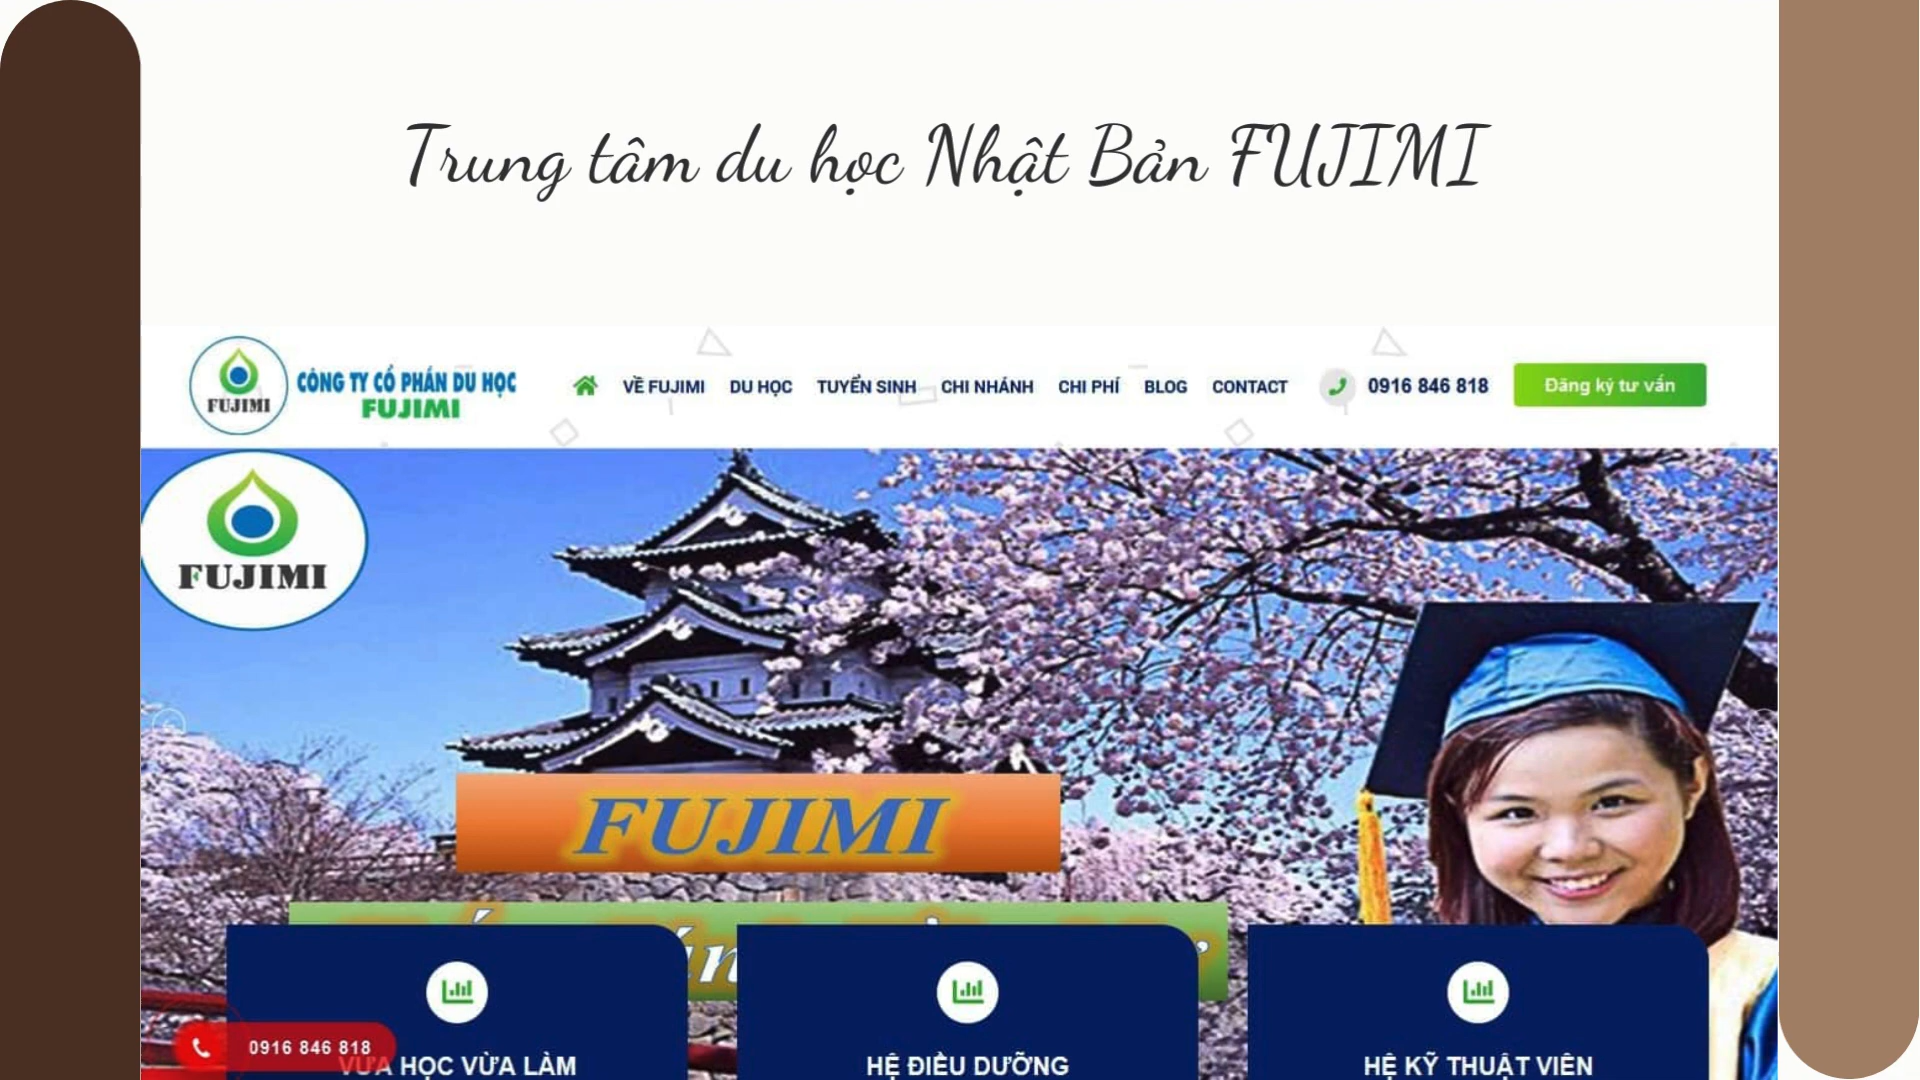 Trung tâm du học Nhật Bản FUJIMI
FUJIMI
CÔNG TY CỔ PHẦN DU HỌC
FUJIMI
VỀ FUJIMI DU HỌC TUYỂN SINH CHI NHÁNH CHI PHÍ BLOG CONTACT 0916 846 818 Đăng ký tư vấn
FUJIMI
FUJIMI
0916 846 818
VỪA HỌC VỪA LÀM
HỆ ĐIỀU DƯỠNG
HỆ KỸ THUẬT VIÊN